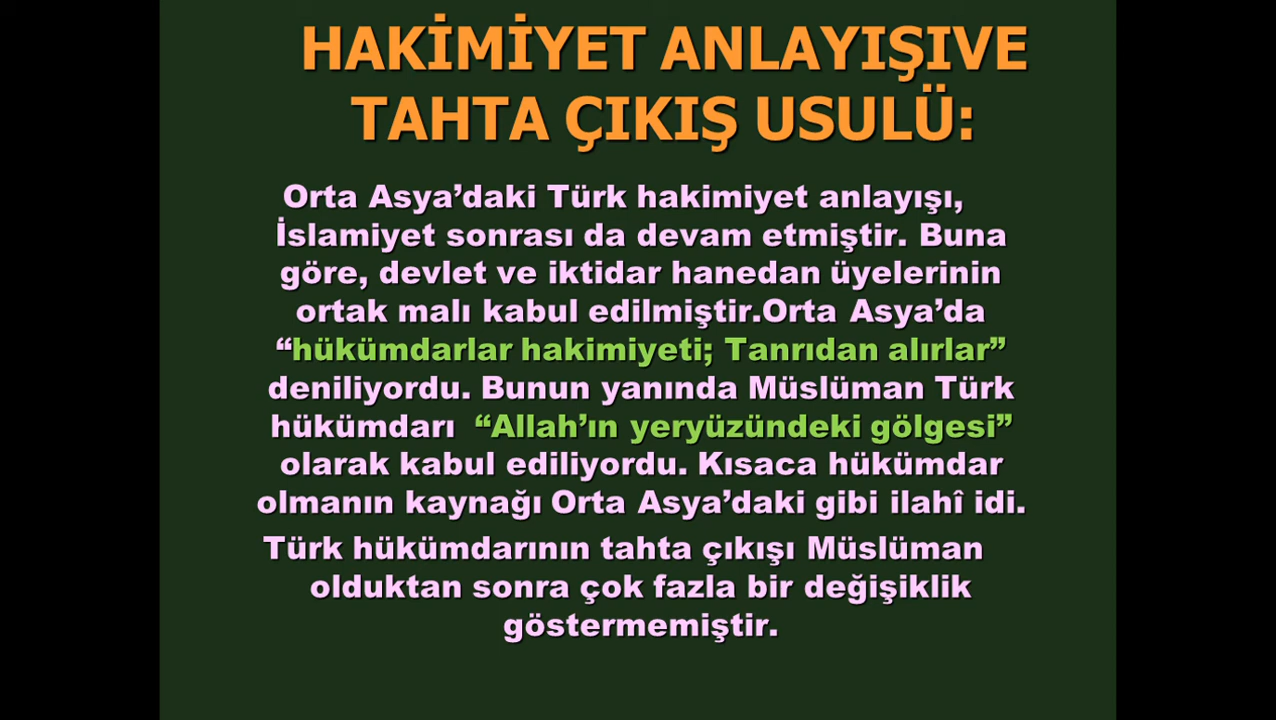 HAKİMİYET ANLAYIŞIVE
TAHTA ÇIKIŞ USULÜ:
Orta Asya’daki Türk hakimiyet anlayışı,
İslamiyet sonrası da devam etmiştir. Buna
göre, devlet ve iktidar hanedan üyelerinin
ortak malı kabul edilmiştir.Orta Asya’da
“hükümdarlar hakimiyeti; Tanrıdan alırlar”
deniliyordu. Bunun yanında Müslüman Türk
hükümdarı “Allah’ın yeryüzündeki gölgesi”
olarak kabul ediliyordu. Kısaca hükümdar
olmanın kaynağı Orta Asya’daki gibi ilahî idi.
Türk hükümdarının tahta çıkışı Müslüman
olduktan sonra çok fazla bir değişiklik
göstermemiştir.